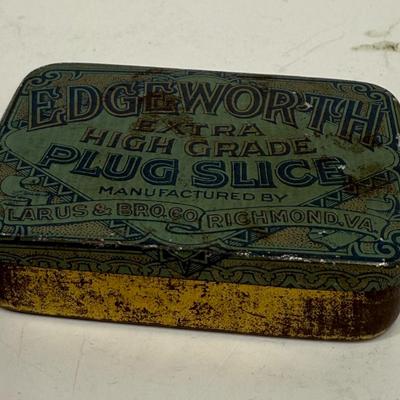 EDGEWORTH
EXTRA
HIGH GRADE
PLUG SLICE
MANUFACTURED BY
LARUS & BRO.CO. RICHMOND.VA.